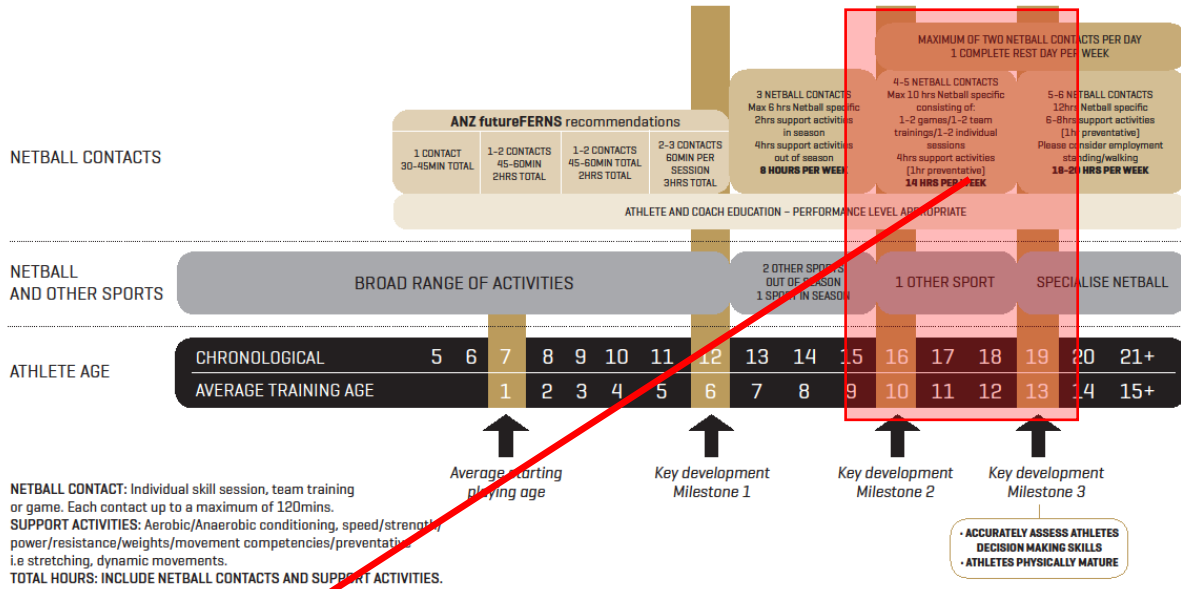 MAXIMUM OF TWO NETBALL CONTACTS PER DAY
1 COMPLETE REST DAY PER WEEK
NETBALL CONTACTS
ANZ futureFERNS recommendations
1 CONTACT
30-45MIN TOTAL
1-2 CONTACTS
45-60MIN
2HRS TOTAL
1-2 CONTACTS
45-60MIN TOTAL
2HRS TOTAL
2-3 CONTACTS
60MIN PER
SESSION
3HRS TOTAL
3 NETBALL CONTACTS
Max 6 hrs Netball specific
2hrs support activities
in season
4hrs support activities
out of season
8 HOURS PER WEEK
4-5 NETBALL CONTACTS
Max 10 hrs Netball specific
consisting of:
1-2 games/1-2 team
trainings/1-2 individual
sessions
4hrs support activities
[1hr preventative]
14 HRS PER WEEK
5-6 NETBALL CONTACTS
12hrs Netball specific
6-8hrs support activities
[1hr preventative]
Please consider employment
standing/walking
18-20 HRS PER WEEK
ATHLETE AND COACH EDUCATION – PERFORMANCE LEVEL APPROPRIATE
NETBALL
AND OTHER SPORTS
BROAD RANGE OF ACTIVITIES
2 OTHER SPORTS
OUT OF SEASON
1 SPORT IN SEASON
1 OTHER SPORT
SPECIALISE NETBALL
ATHLETE AGE
CHRONOLOGICAL 5 6 7 8 9 10 11 12 13 14 15 16 17 18 19 20 21+
AVERAGE TRAINING AGE 1 2 3 4 5 6 7 8 9 10 11 12 13 14 15+
Average starting
playing age
Key development
Milestone 1
Key development
Milestone 2
Key development
Milestone 3
· ACCURATELY ASSESS ATHLETES
DECISION MAKING SKILLS
· ATHLETES PHYSICALLY MATURE
NETBALL CONTACT: Individual skill session, team training
or game. Each contact up to a maximum of 120mins.
SUPPORT ACTIVITIES: Aerobic/Anaerobic conditioning, speed/strength/
power/resistance/weights/movement competencies/preventative
i.e stretching, dynamic movements.
TOTAL HOURS: INCLUDE NETBALL CONTACTS AND SUPPORT ACTIVITIES.